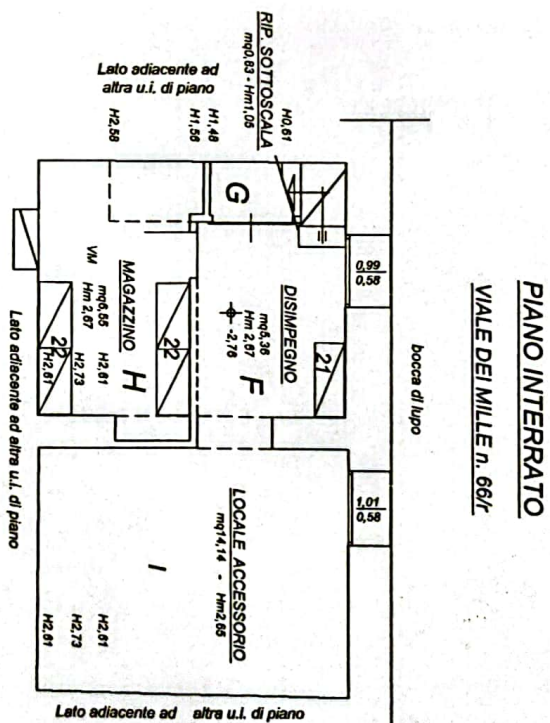 PIANO INTERRATO
VIALE DEI MILLE n. 66/r
bocca di lupo
0,99
0,58
1,01
0,58
RIP. SOTTOSCALA
mq0,83 - Hm1,05
H0,61
Lato adiacente ad
altra u.i. di piano
H1,48
H1,56
H2,58
G
DISIMPEGNO
mq5,36
Hm 2,67
-2,76
F
21
MAGAZZINO
mq6,55
Hm 2,67
VM
H
22
22
H2,61
H2,73
H2,61
LOCALE ACCESSORIO
mq14,14 - Hm2,65
I
H2,61
H2,73
H2,61
Lato adiacente ad altra u.i. di piano
Lato adiacente ad altra u.i. di piano